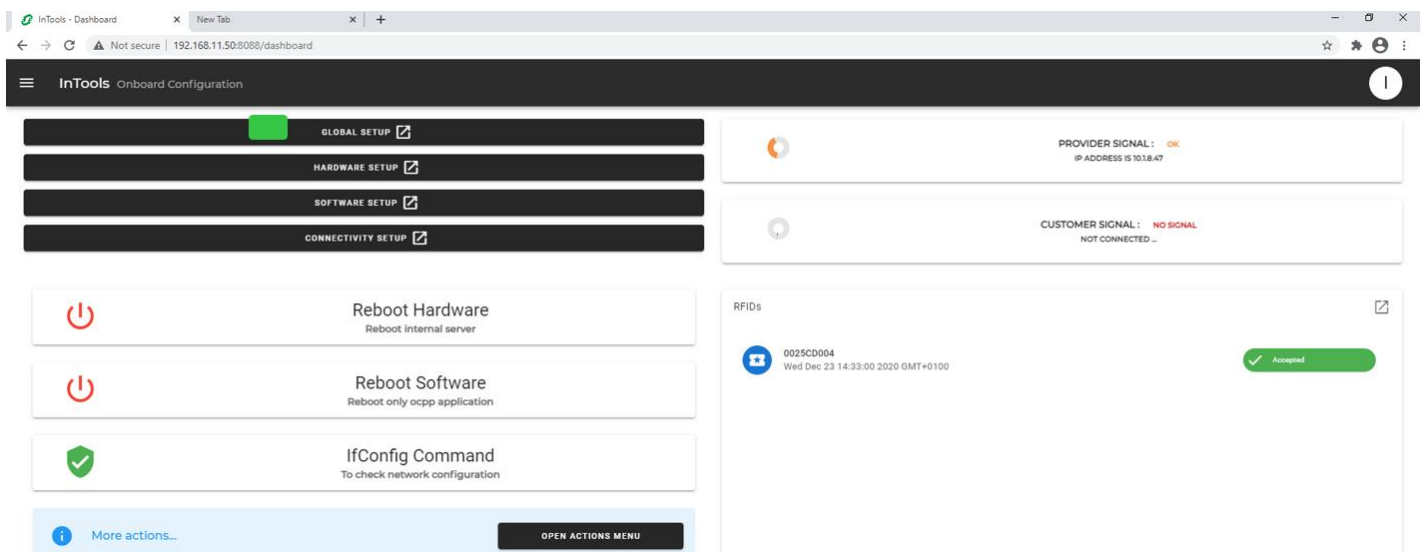 InTools - Dashboard
New Tab
Not secure
192.168.11.50:8088/dashboard
InTools Onboard Configuration
I
GLOBAL SETUP
HARDWARE SETUP
SOFTWARE SETUP
CONNECTIVITY SETUP
PROVIDER SIGNAL : OK
IP ADDRESS IS 10.1.8.47
CUSTOMER SIGNAL : NO SIGNAL
NOT CONNECTED ...
Reboot Hardware
Reboot internal server
Reboot Software
Reboot only ocpp application
IfConfig Command
To check network configuration
More actions...
OPEN ACTIONS MENU
RFIDs
0025CD004
Wed Dec 23 14:33:00 2020 GMT+0100
Accepted